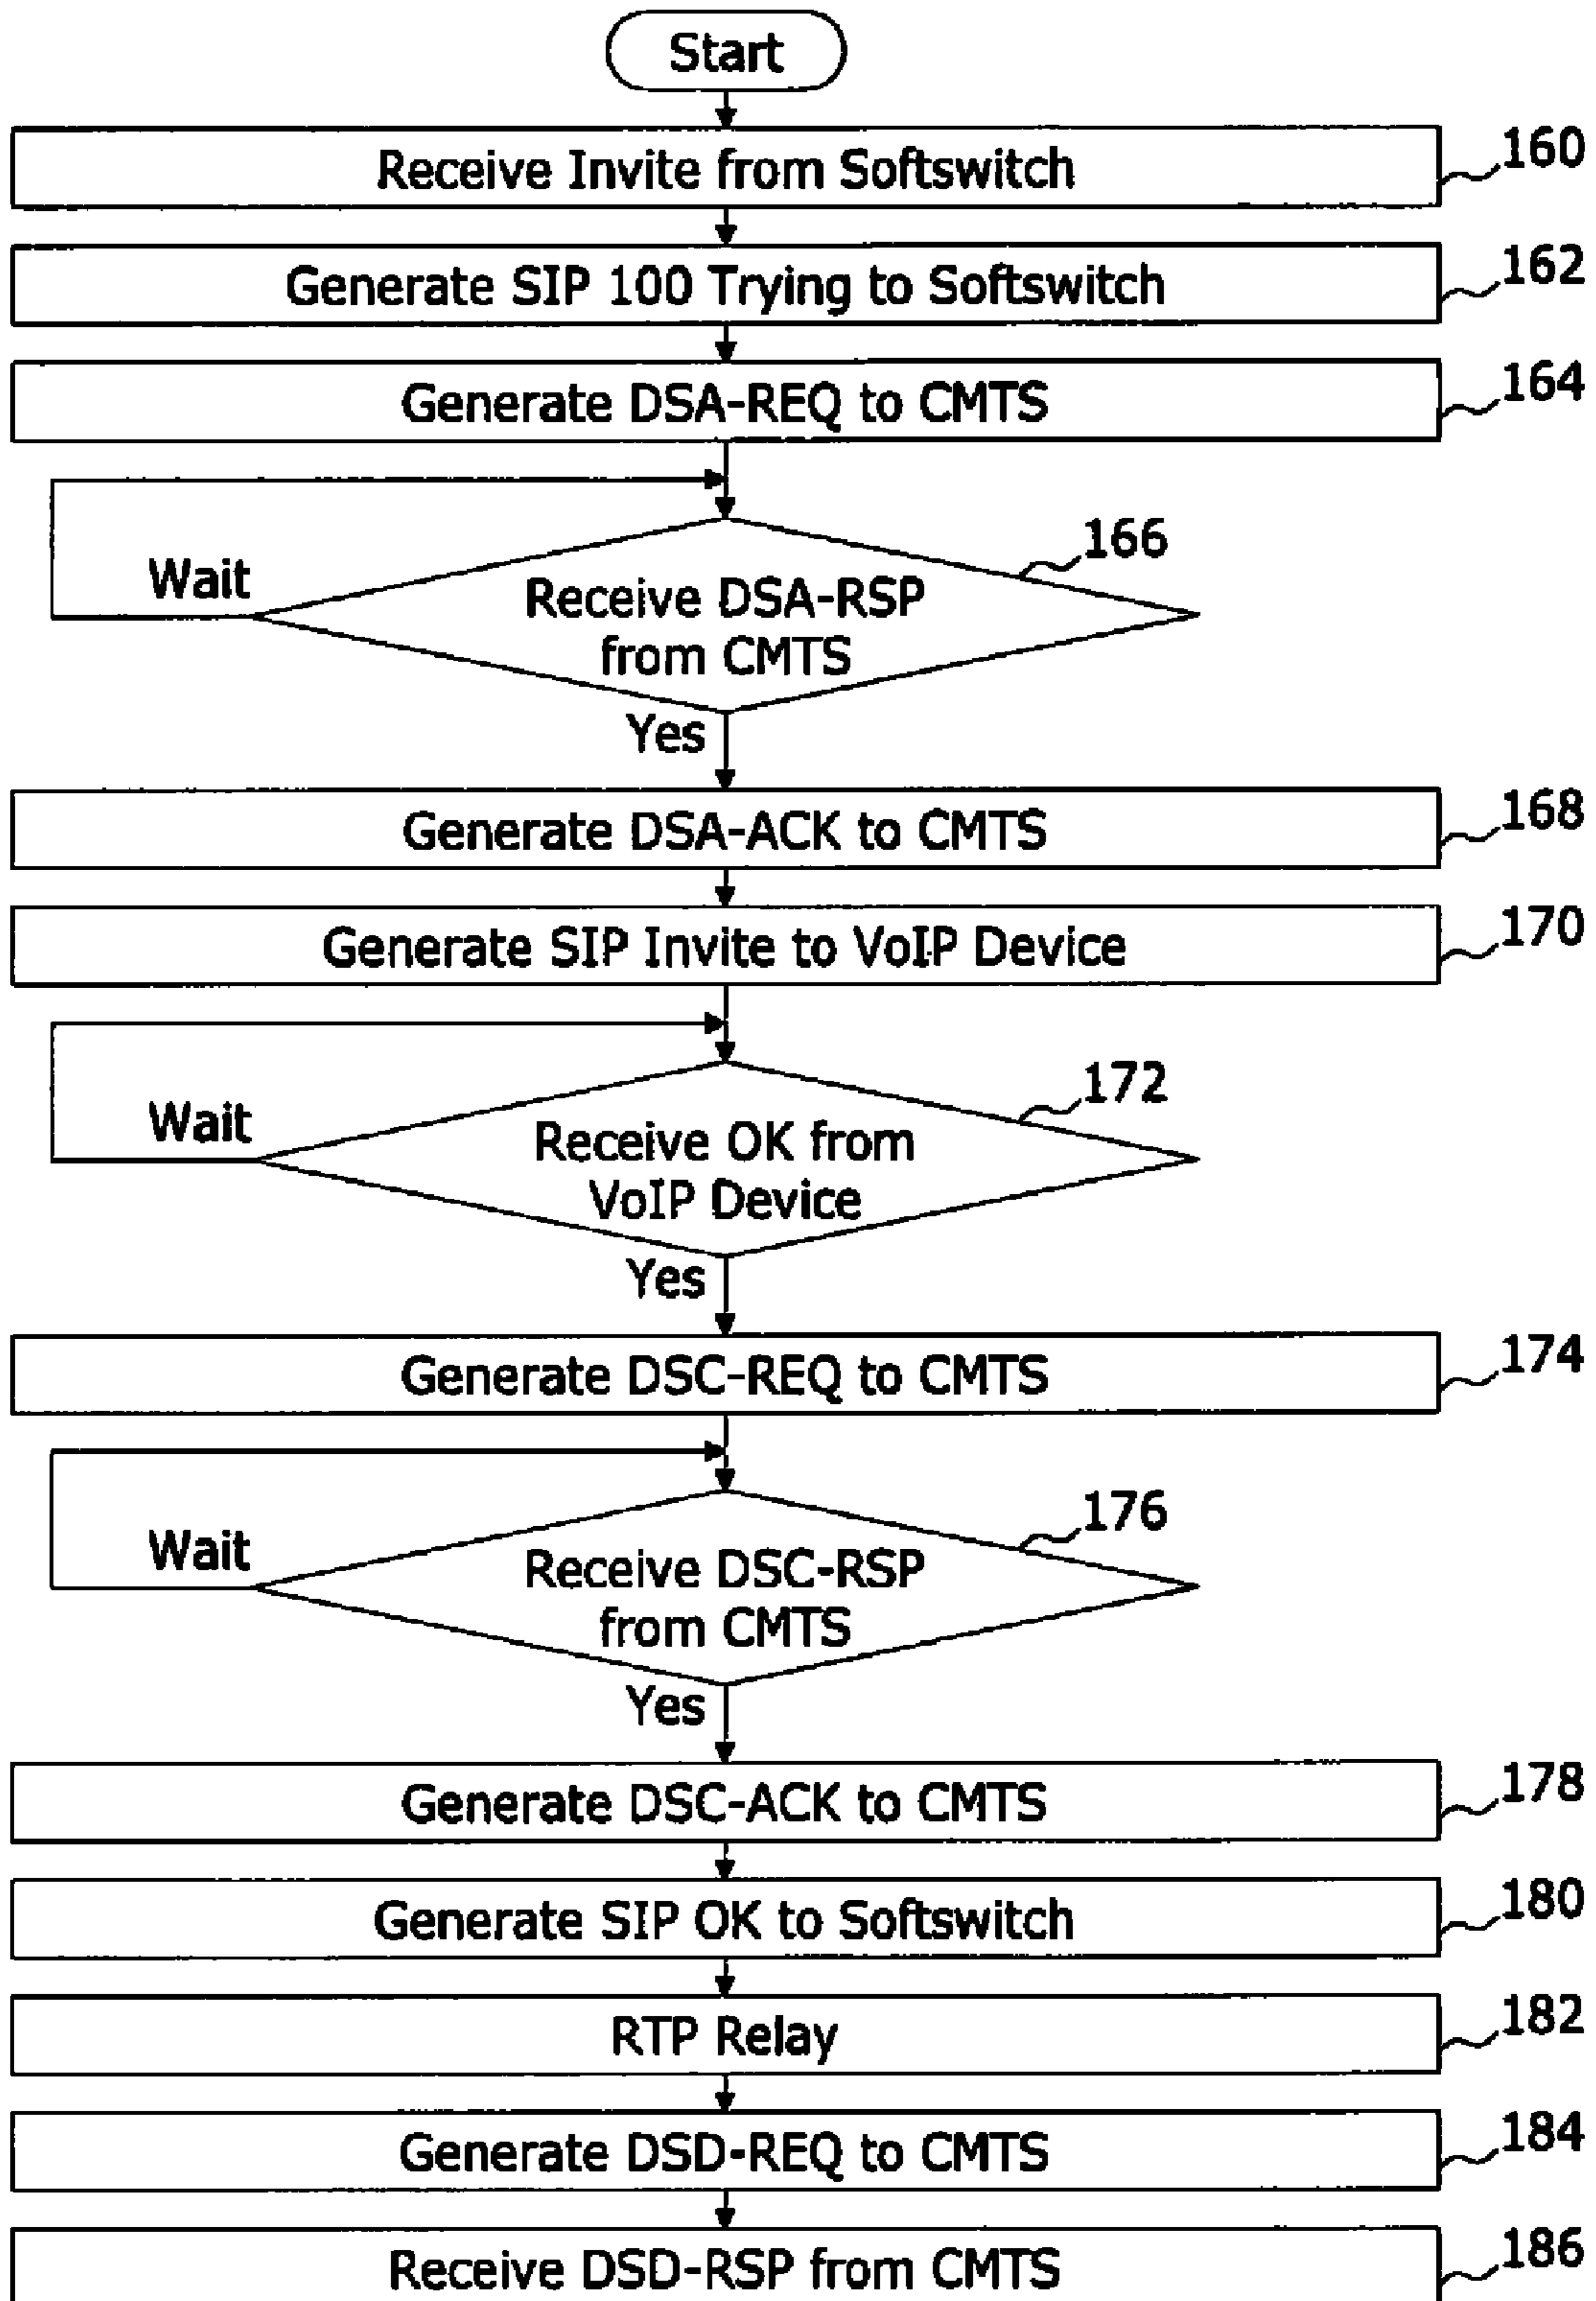 Start
Receive Invite from Softswitch
160
Generate SIP 100 Trying to Softswitch
162
Generate DSA-REQ to CMTS
164
166
Wait
Receive DSA-RSP
from CMTS
Yes
Generate DSA-ACK to CMTS
168
Generate SIP Invite to VoIP Device
170
172
Wait
Receive OK from
VoIP Device
Yes
Generate DSC-REQ to CMTS
174
176
Wait
Receive DSC-RSP
from CMTS
Yes
Generate DSC-ACK to CMTS
178
Generate SIP OK to Softswitch
180
RTP Relay
182
Generate DSD-REQ to CMTS
184
Receive DSD-RSP from CMTS
186